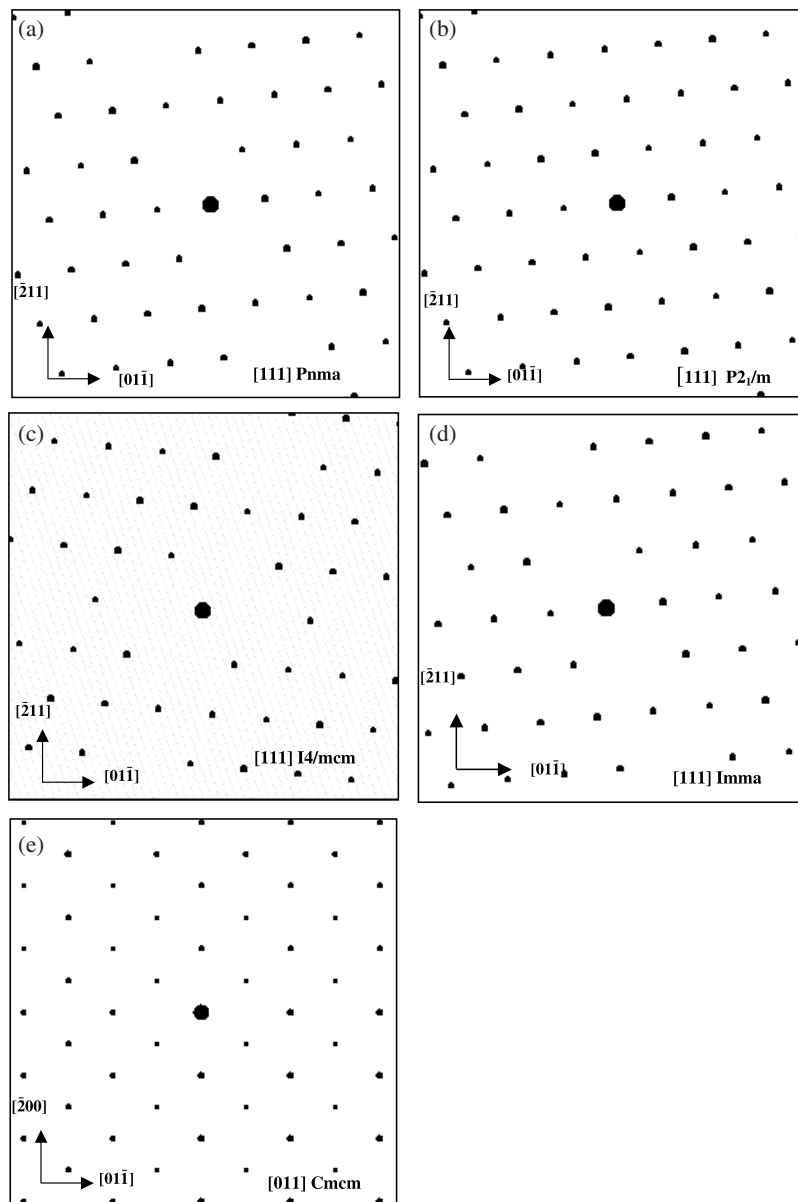 (a)
[2̄11]
[011̄]
[111] Pnma
(b)
[2̄11]
[011̄]
[111] P2₁/m
(c)
[2̄11]
[011̄]
[111] I4/mcm
(d)
[2̄11]
[011̄]
[111] Imma
(e)
[2̄00]
[011̄]
[011] Cmcm